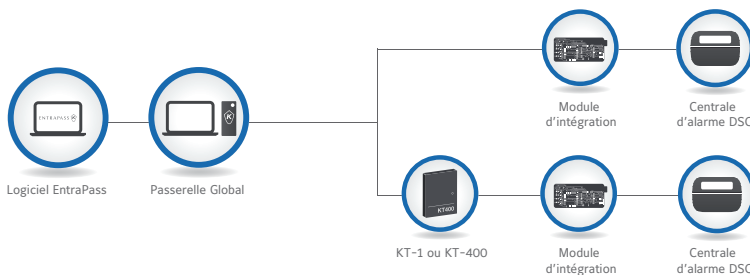 Module
d'intégration
Centrale
d'alarme DSC
ENTRAPASS
Logiciel EntraPass
Passerelle Global
KT400
KT-1 ou KT-400
Module
d'intégration
Centrale
d'alarme DSC